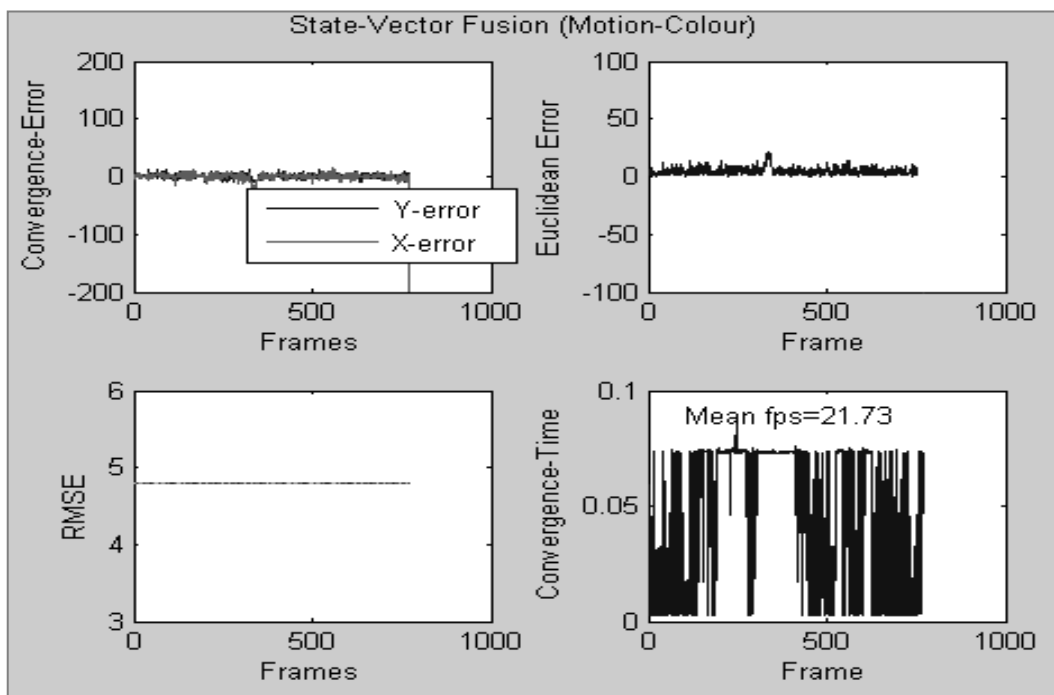 State-Vector Fusion (Motion-Colour)
Convergence-Error
200
100
0
-100
-200
Y-error
X-error
0
500
1000
Frames
Euclidean Error
100
50
0
-50
-100
0
500
1000
Frame
RMSE
6
5
4
3
0
500
1000
Frames
Convergence-Time
0.1
0.05
0
Mean fps=21.73
0
500
1000
Frame